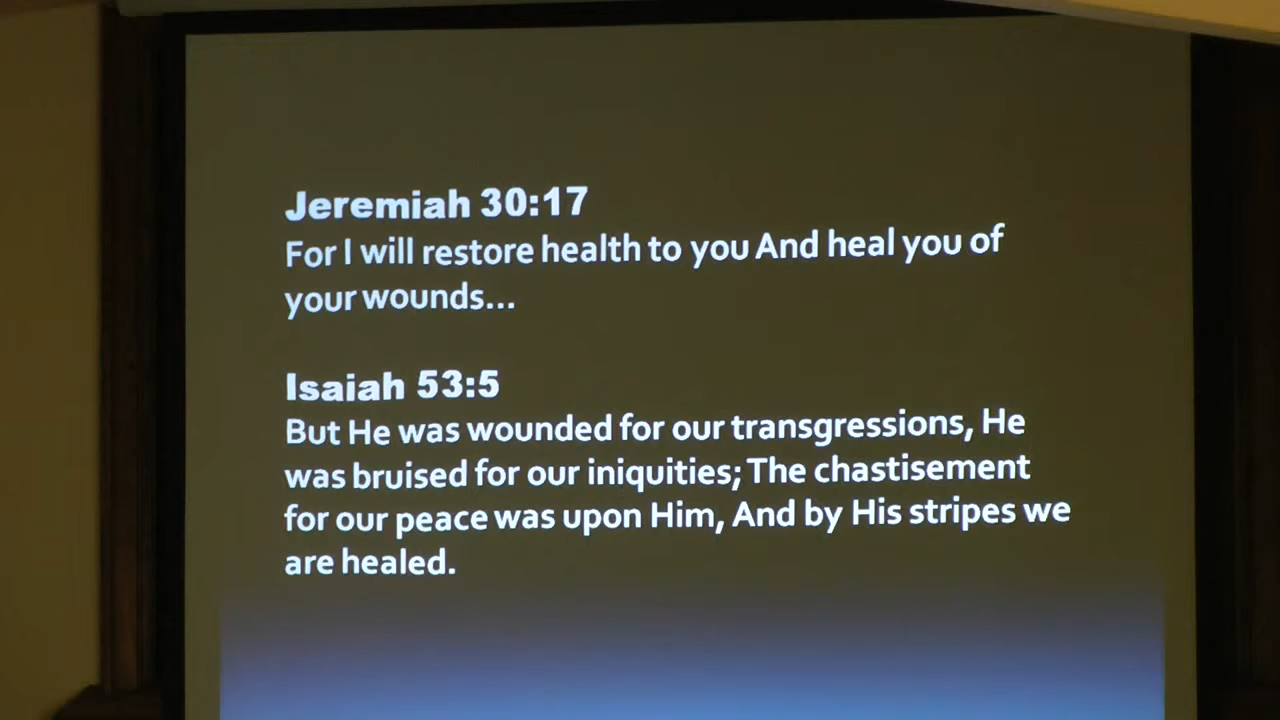 Jeremiah 30:17
For I will restore health to you And heal you of
your wounds...
Isaiah 53:5
But He was wounded for our transgressions, He
was bruised for our iniquities; The chastisement
for our peace was upon Him, And by His stripes we
are healed.